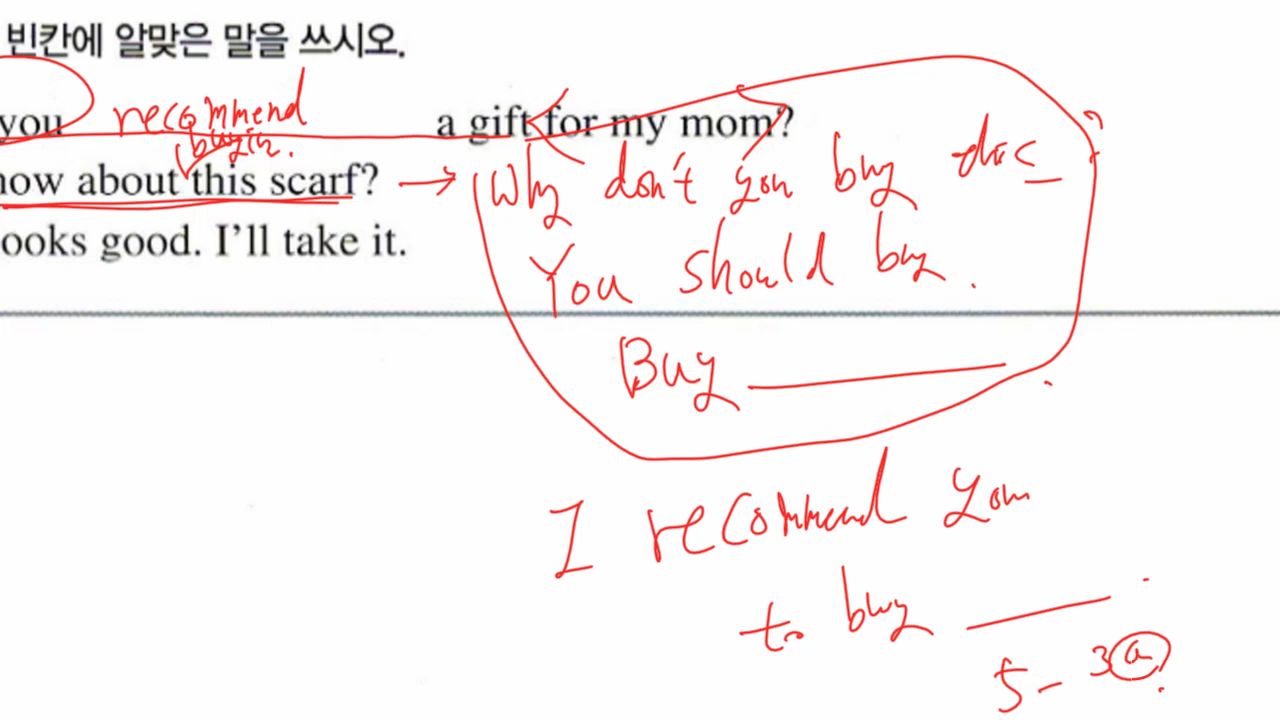 빈칸에 알맞은 말을 쓰시오.
you recommend a gift for my mom?
buying.
how about this scarf? → Why don't you buy this ?
ooks good. I'll take it.
You should buy.
Buy
I recommend you
to buy .
5-3ⓐ.